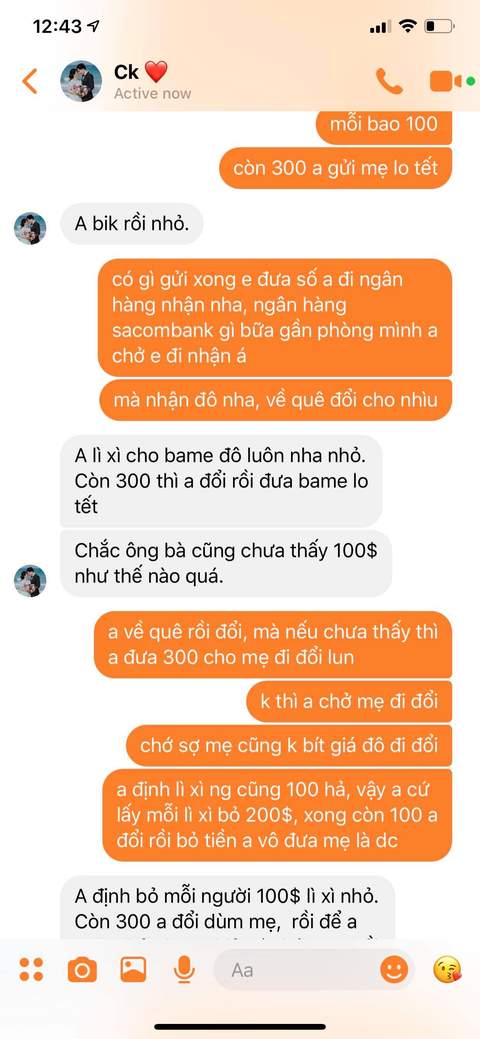 12:43
Ck
Active now
mỗi bao 100
còn 300 a gửi mẹ lo tết
A bik rồi nhỏ.
có gì gửi xong e đưa số a đi ngân
hàng nhận nha, ngân hàng
sacombank gì bữa gần phòng mình a
chở e đi nhận á
mà nhận đô nha, về quê đổi cho nhìu
A lì xì cho bame đô luôn nha nhỏ.
Còn 300 thì a đổi rồi đưa bame lo
tết
Chắc ông bà cũng chưa thấy 100$
như thế nào quá.
a về quê rồi đổi, mà nếu chưa thấy thì
a đưa 300 cho mẹ đi đổi lun
k thì a chở mẹ đi đổi
chớ sợ mẹ cũng k bít giá đô đi đổi
a định lì xì ng cũng 100 hả, vậy a cứ
lấy mỗi lì xì bỏ 200$, xong còn 100 a
đổi rồi bỏ tiền a vô đưa mẹ là dc
A định bỏ mỗi người 100$ lì xì nhỏ.
Còn 300 a đổi dùm mẹ, rồi để a
Aa